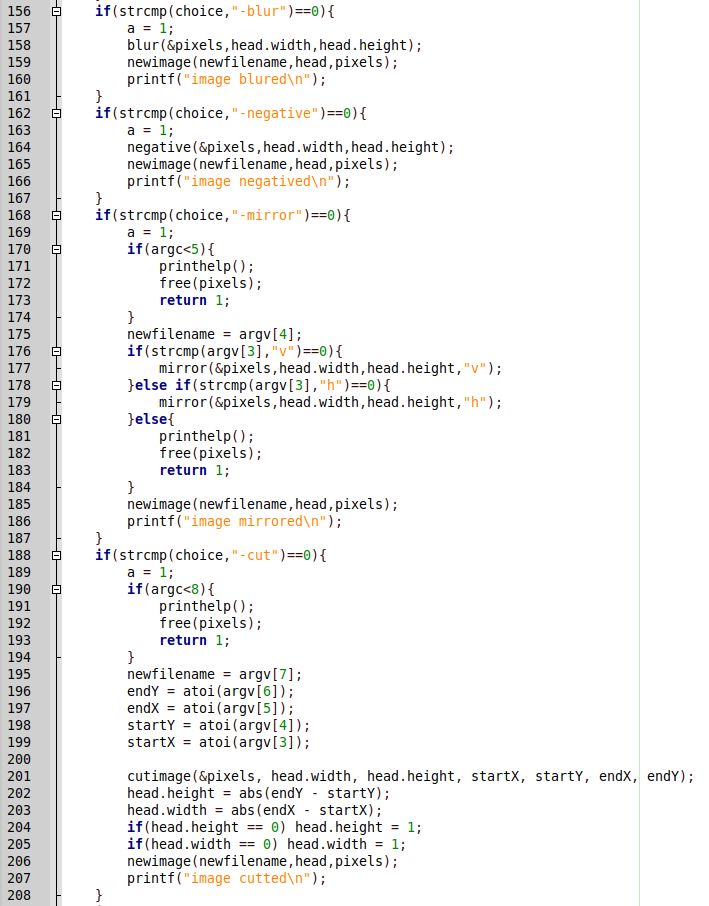 156 if(strcmp(choice,"-blur")==0){
157 a = 1;
158 blur(&pixels,head.width,head.height);
159 newimage(newfilename,head,pixels);
160 printf("image blured\n");
161 }
162 if(strcmp(choice,"-negative")==0){
163 a = 1;
164 negative(&pixels,head.width,head.height);
165 newimage(newfilename,head,pixels);
166 printf("image negatived\n");
167 }
168 if(strcmp(choice,"-mirror")==0){
169 a = 1;
170 if(argc<5){
171 printhelp();
172 free(pixels);
173 return 1;
174 }
175 newfilename = argv[4];
176 if(strcmp(argv[3],"v")==0){
177 mirror(&pixels,head.width,head.height,"v");
178 }else if(strcmp(argv[3],"h")==0){
179 mirror(&pixels,head.width,head.height,"h");
180 }else{
181 printhelp();
182 free(pixels);
183 return 1;
184 }
185 newimage(newfilename,head,pixels);
186 printf("image mirrored\n");
187 }
188 if(strcmp(choice,"-cut")==0){
189 a = 1;
190 if(argc<8){
191 printhelp();
192 free(pixels);
193 return 1;
194 }
195 newfilename = argv[7];
196 endY = atoi(argv[6]);
197 endX = atoi(argv[5]);
198 startY = atoi(argv[4]);
199 startX = atoi(argv[3]);
200
201 cutimage(&pixels, head.width, head.height, startX, startY, endX, endY);
202 head.height = abs(endY - startY);
203 head.width = abs(endX - startX);
204 if(head.height == 0) head.height = 1;
205 if(head.width == 0) head.width = 1;
206 newimage(newfilename,head,pixels);
207 printf("image cutted\n");
208 }